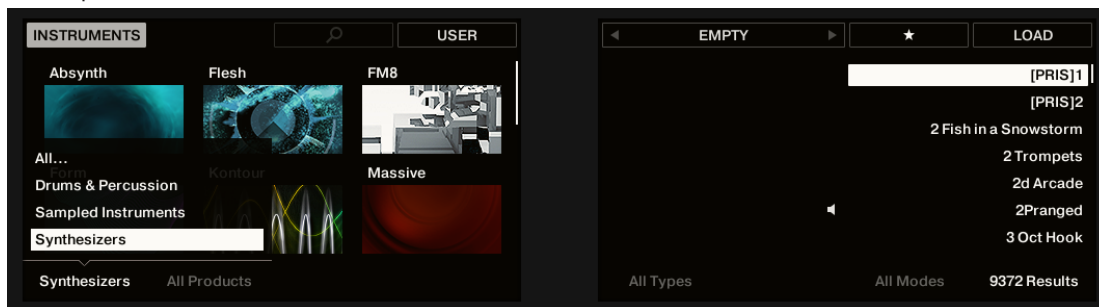 INSTRUMENTS
USER
Absynth
Flesh
FM8
All...
Form
Kontour
Massive
Drums & Percussion
Sampled Instruments
Synthesizers
Synthesizers
All Products
EMPTY
★
LOAD
[PRIS]1
[PRIS]2
2 Fish in a Snowstorm
2 Trompets
2d Arcade
2Pranged
3 Oct Hook
All Types
All Modes
9372 Results